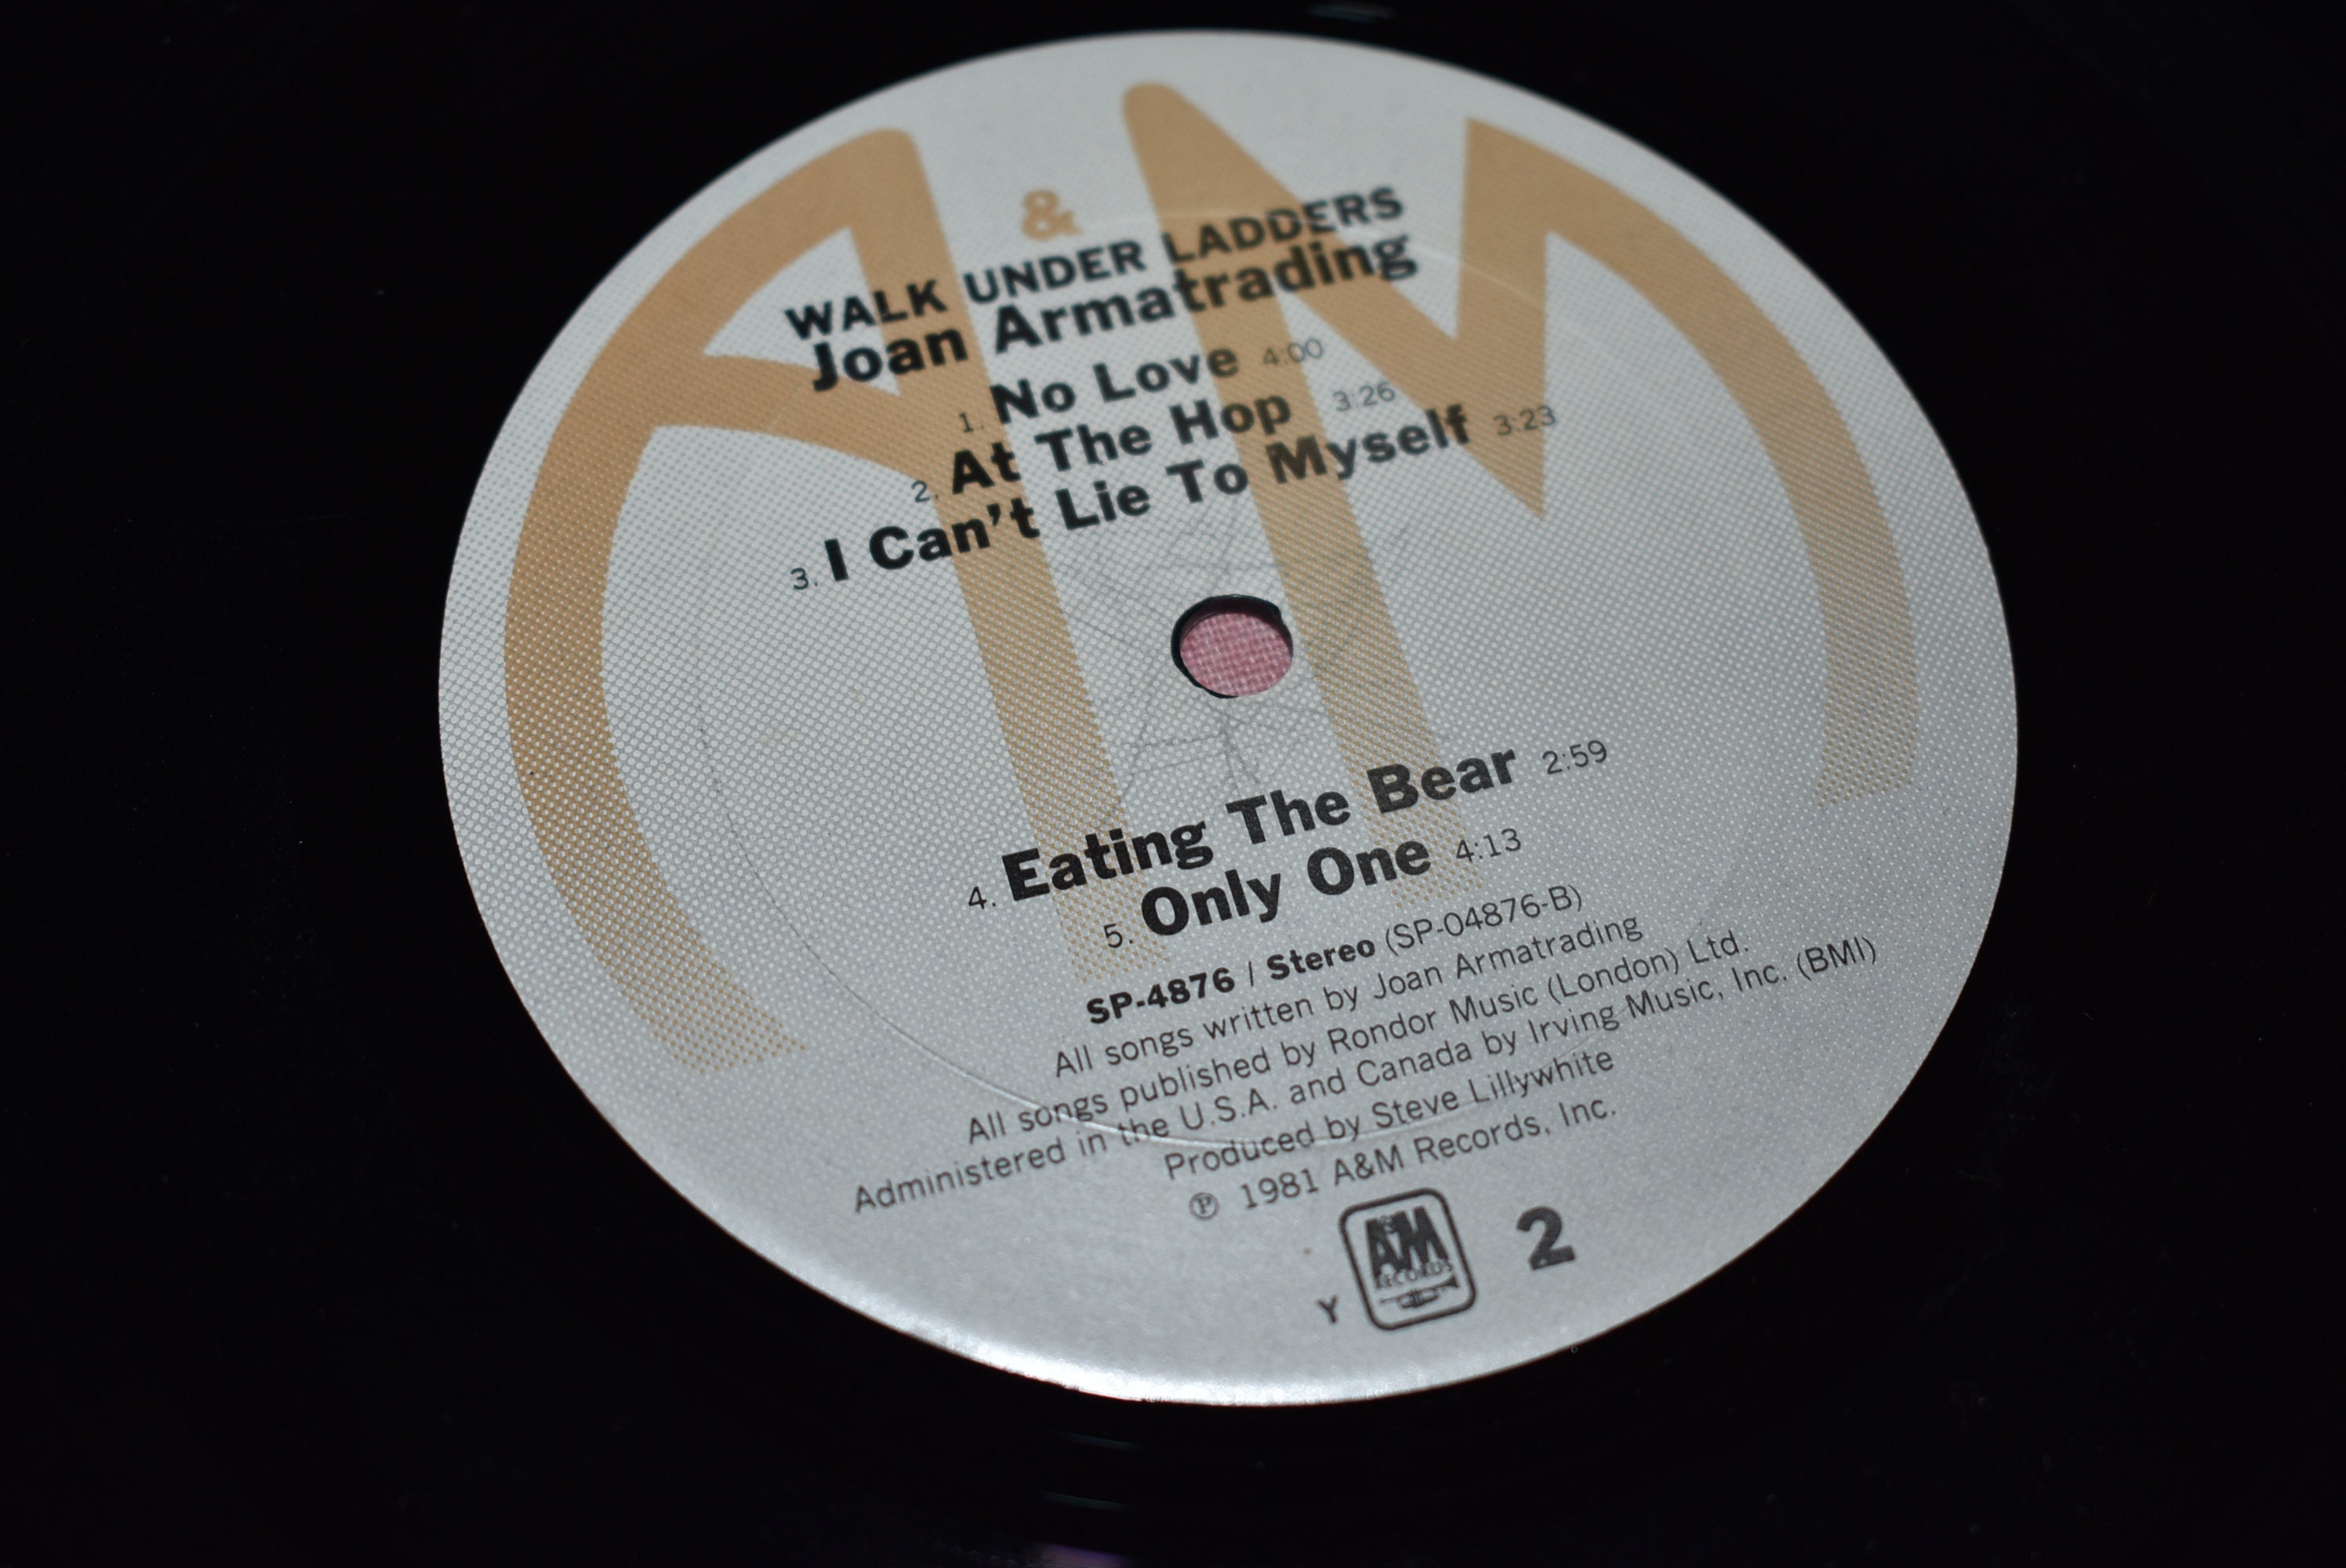 &
WALK UNDER LADDERS
Joan Armatrading
1. No Love 4:00
2. At The Hop 3:26
3. I Can't Lie To Myself 3:23
4. Eating The Bear 2:59
5. Only One 4:13
SP-4876 / Stereo (SP-04876-B)
All songs written by Joan Armatrading
All songs published by Rondor Music (London) Ltd.
Administered in the U.S.A. and Canada by Irving Music, Inc. (BMI)
Produced by Steve Lillywhite
℗ 1981 A&M Records, Inc.
Y
A&M
RECORDS
2